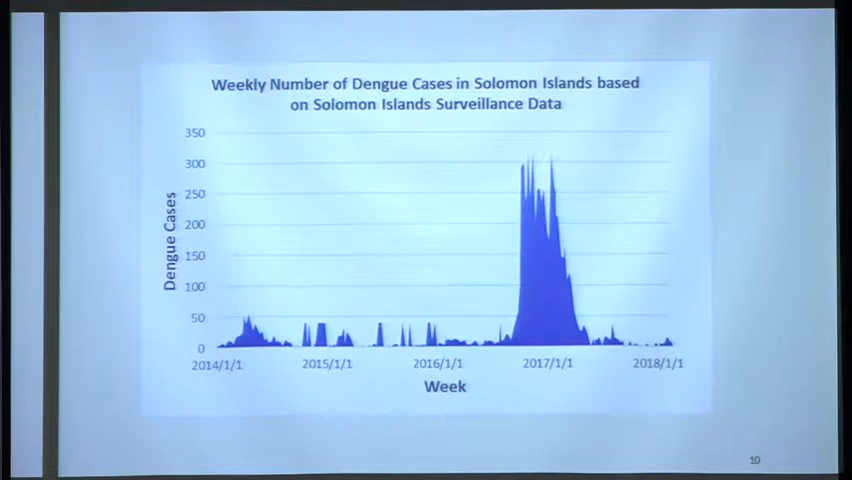 Weekly Number of Dengue Cases in Solomon Islands based
on Solomon Islands Surveillance Data
350
300
250
200
150
100
50
0
Dengue Cases
2014/1/1 2015/1/1 2016/1/1 2017/1/1 2018/1/1
Week
10